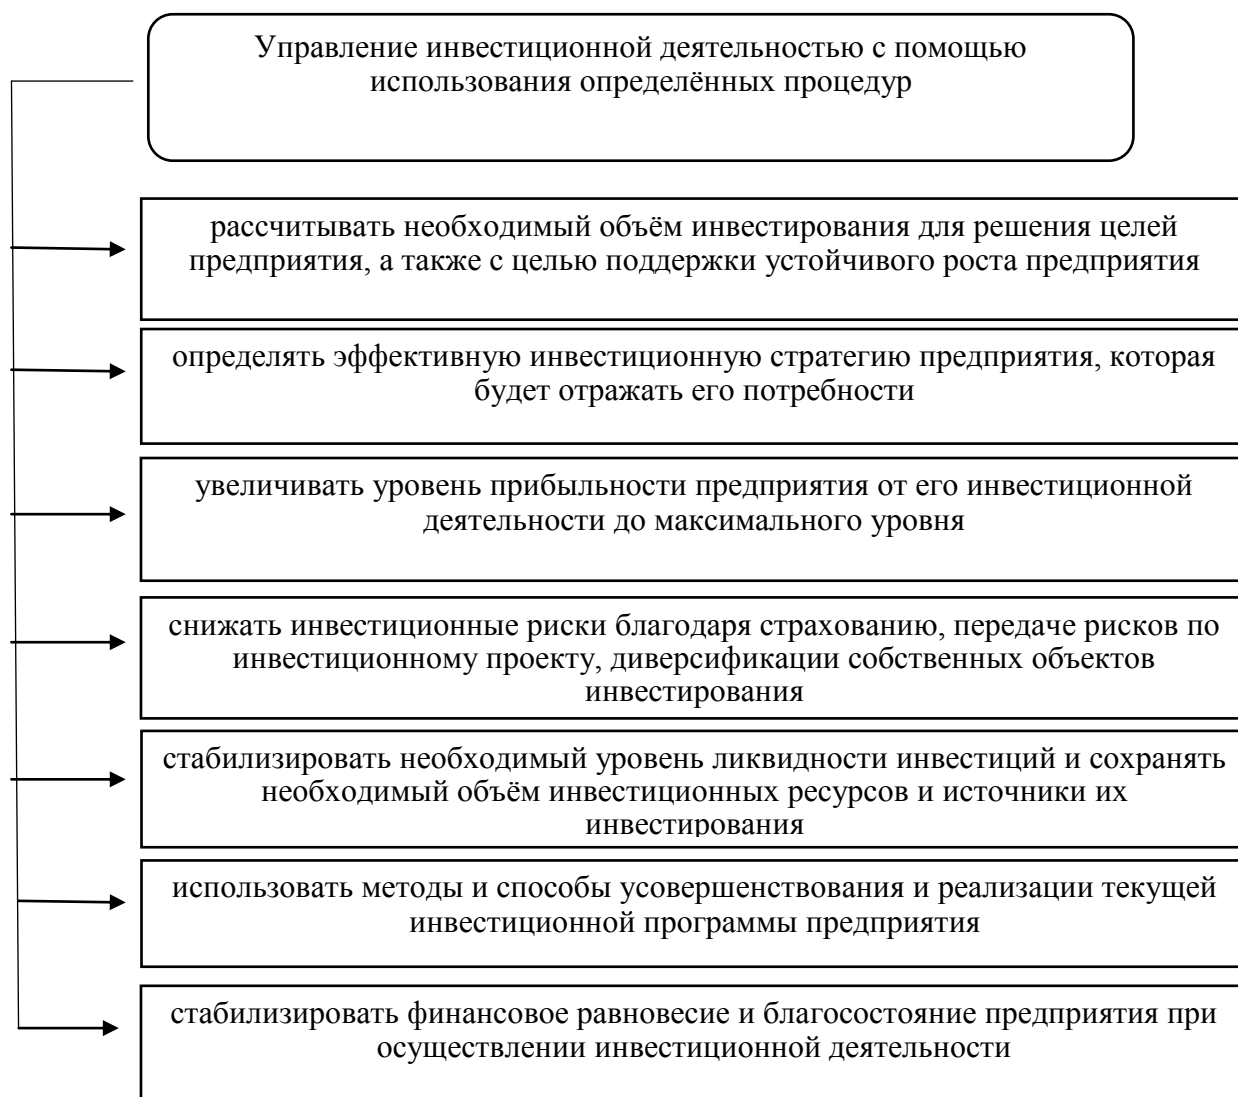 Управление инвестиционной деятельностью с помощью
использования определённых процедур
рассчитывать необходимый объём инвестирования для решения целей
предприятия, а также с целью поддержки устойчивого роста предприятия
определять эффективную инвестиционную стратегию предприятия, которая
будет отражать его потребности
увеличивать уровень прибыльности предприятия от его инвестиционной
деятельности до максимального уровня
снижать инвестиционные риски благодаря страхованию, передаче рисков по
инвестиционному проекту, диверсификации собственных объектов
инвестирования
стабилизировать необходимый уровень ликвидности инвестиций и сохранять
необходимый объём инвестиционных ресурсов и источники их
инвестирования
использовать методы и способы усовершенствования и реализации текущей
инвестиционной программы предприятия
стабилизировать финансовое равновесие и благосостояние предприятия при
осуществлении инвестиционной деятельности